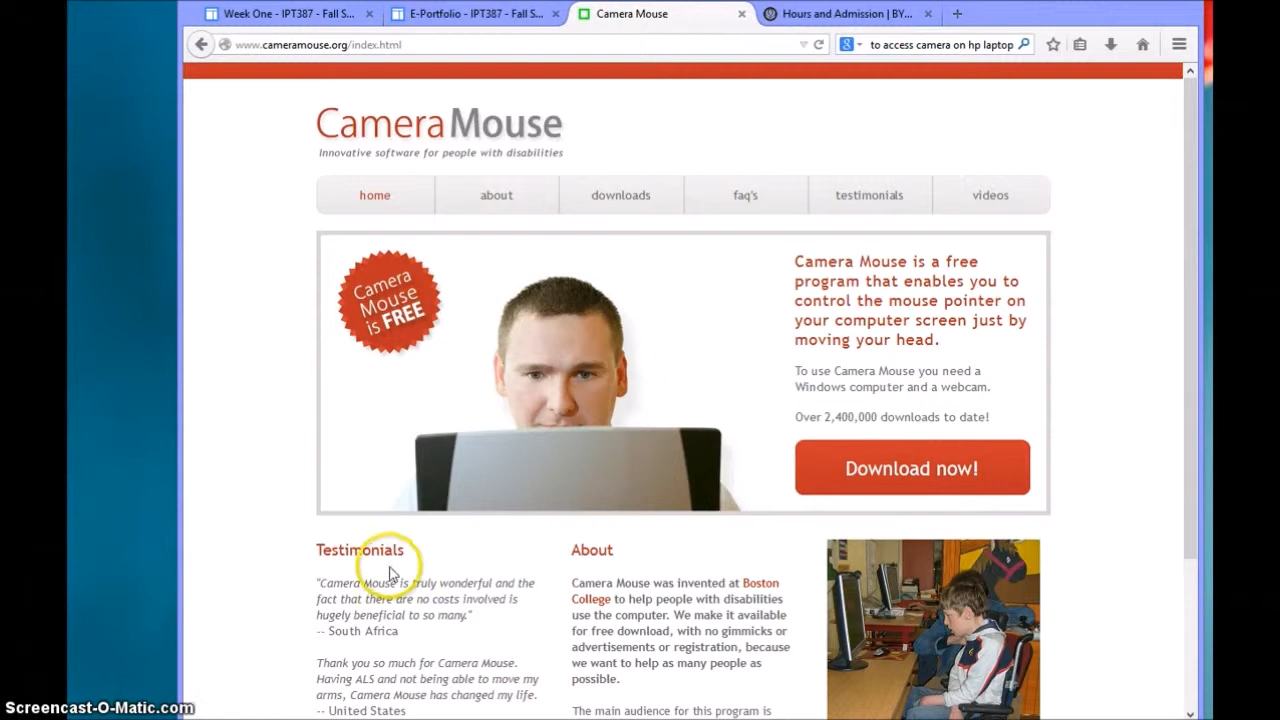 Week One - IPT387 - Fall S...
E-Portfolio - IPT387 - Fall S...
Camera Mouse
Hours and Admission | BY...
www.cameramouse.org/index.html
to access camera on hp laptop
CameraMouse
Innovative software for people with disabilities
home
about
downloads
faq's
testimonials
videos
Camera
Mouse
is FREE
Camera Mouse is a free
program that enables you to
control the mouse pointer on
your computer screen just by
moving your head.
To use Camera Mouse you need a
Windows computer and a webcam.
Over 2,400,000 downloads to date!
Download now!
Testimonials
"Camera Mouse is truly wonderful and the
fact that there are no costs involved is
hugely beneficial to so many."
-- South Africa
Thank you so much for Camera Mouse.
Having ALS and not being able to move my
arms, Camera Mouse has changed my life.
-- United States
About
Camera Mouse was invented at Boston
College to help people with disabilities
use the computer. We make it available
for free download, with no gimmicks or
advertisements or registration, because
we want to help as many people as
possible.
The main audience for this program is
Screencast-O-Matic.com